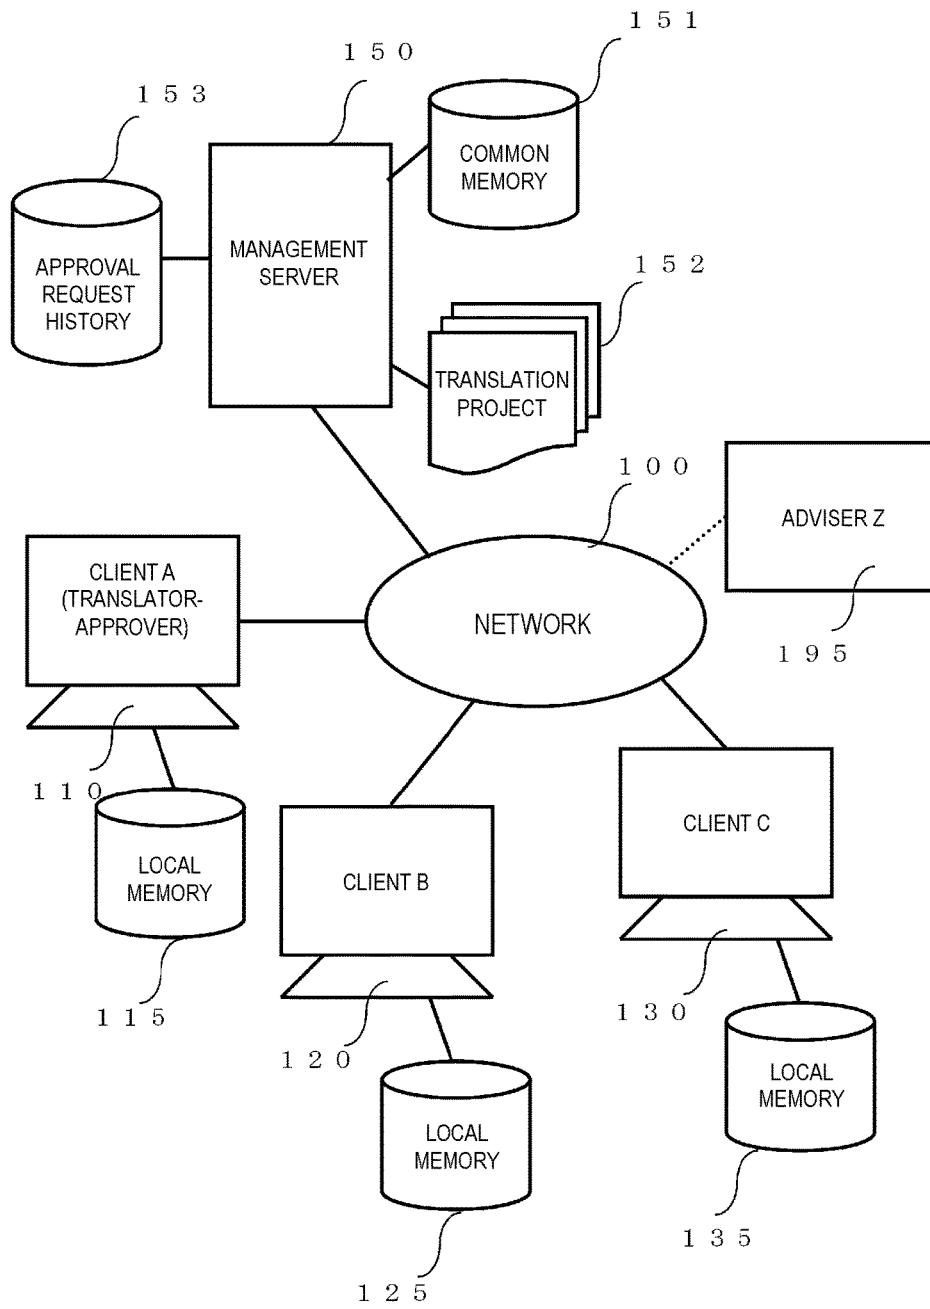 １５１
１５０
１５３
COMMON
MEMORY
MANAGEMENT
SERVER
APPROVAL
REQUEST
HISTORY
１５２
TRANSLATION
PROJECT
１００
ADVISER Z
CLIENT A
(TRANSLATOR-
APPROVER)
NETWORK
１９５
１１０
CLIENT C
LOCAL
MEMORY
CLIENT B
１１５
１３０
１２０
LOCAL
MEMORY
LOCAL
MEMORY
１３５
１２５